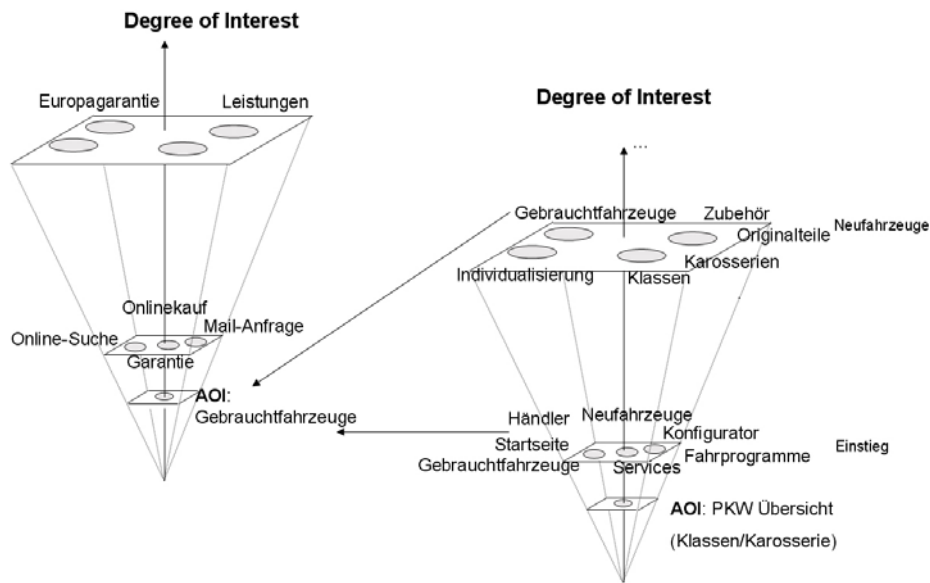 Degree of Interest
Europagarantie
Leistungen
Onlinekauf
Online-Suche
Mail-Anfrage
Garantie
AOI:
Gebrauchtfahrzeuge
Degree of Interest
...
Gebrauchtfahrzeuge
Zubehör
Originalteile
Neufahrzeuge
Karosserien
Individualisierung
Klassen
Händler
Neufahrzeuge
Startseite
Konfigurator
Einstieg
Gebrauchtfahrzeuge
Services
Fahrprogramme
AOI: PKW Übersicht
(Klassen/Karosserie)